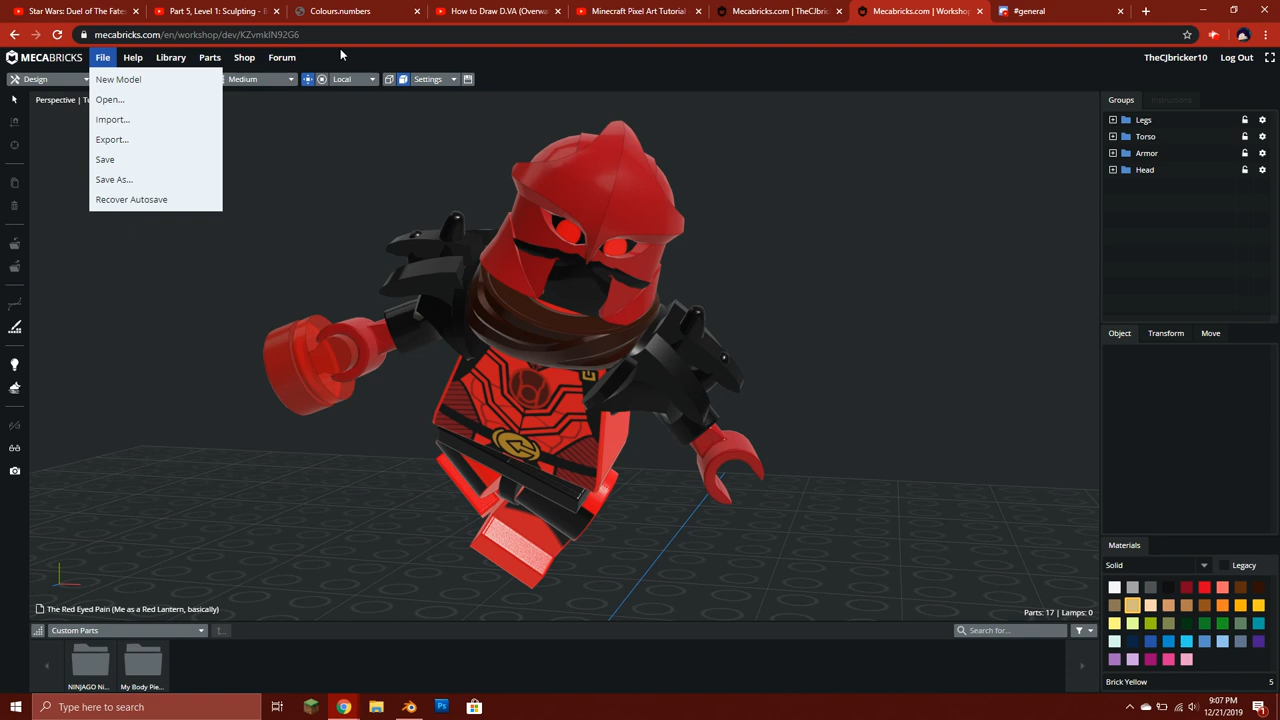 Star Wars: Duel Of The Fate
Part 5, Level 1: Sculpting - B
Colours.numbers
How to Draw D.VA (Overwa
Minecraft Pixel Art Tutorial
Mecabricks.com | TheCJbric
Mecabricks.com | Worksho
#general
mecabricks.com/en/workshop/dev/KZvmklN92G6
MECABRICKS File Help Library Parts Shop Forum TheCJbricker10 Log Out
Design Medium Local Settings
Perspective | T
New Model
Open...
Import...
Export...
Save
Save As...
Recover Autosave
Groups Instructions
Legs
Torso
Armor
Head
Object Transform Move
Materials
Solid Legacy
Brick Yellow 5
The Red Eyed Pain (Me as a Red Lantern, basically) Parts: 17 | Lamps: 0
Custom Parts Search for...
NINJAGO Ni... My Body Pie...
Type here to search
Ps
9:07 PM
12/21/2019
1